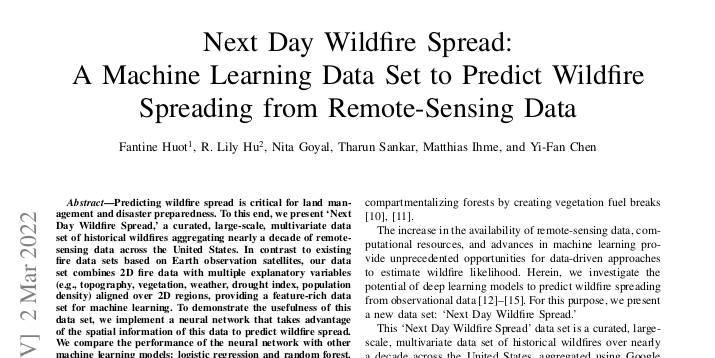 Next Day Wildfire Spread:
A Machine Learning Data Set to Predict Wildfire
Spreading from Remote-Sensing Data
Fantine Huot1, R. Lily Hu2, Nita Goyal, Tharun Sankar, Matthias Ihme, and Yi-Fan Chen
Abstract—Predicting wildfire spread is critical for land man-
agement and disaster preparedness. To this end, we present ‘Next
Day Wildfire Spread,’ a curated, large-scale, multivariate data
set of historical wildfires aggregating nearly a decade of remote-
sensing data across the United States. In contrast to existing
fire data sets based on Earth observation satellites, our data
set combines 2D fire data with multiple explanatory variables
(e.g., topography, vegetation, weather, drought index, population
density) aligned over 2D regions, providing a feature-rich data
set for machine learning. To demonstrate the usefulness of this
data set, we implement a neural network that takes advantage
of the spatial information of this data to predict wildfire spread.
We compare the performance of the neural network with other
machine learning models: logistic regression and random forest.
compartmentalizing forests by creating vegetation fuel breaks
[10], [11].
The increase in the availability of remote-sensing data, com-
putational resources, and advances in machine learning pro-
vide unprecedented opportunities for data-driven approaches
to estimate wildfire likelihood. Herein, we investigate the
potential of deep learning models to predict wildfire spreading
from observational data [12]–[15]. For this purpose, we present
a new data set: ‘Next Day Wildfire Spread.’
This ‘Next Day Wildfire Spread’ data set is a curated, large-
scale, multivariate data set of historical wildfires over nearly
a decade across the United States, aggregated using Google
V] 2 Mar 2022